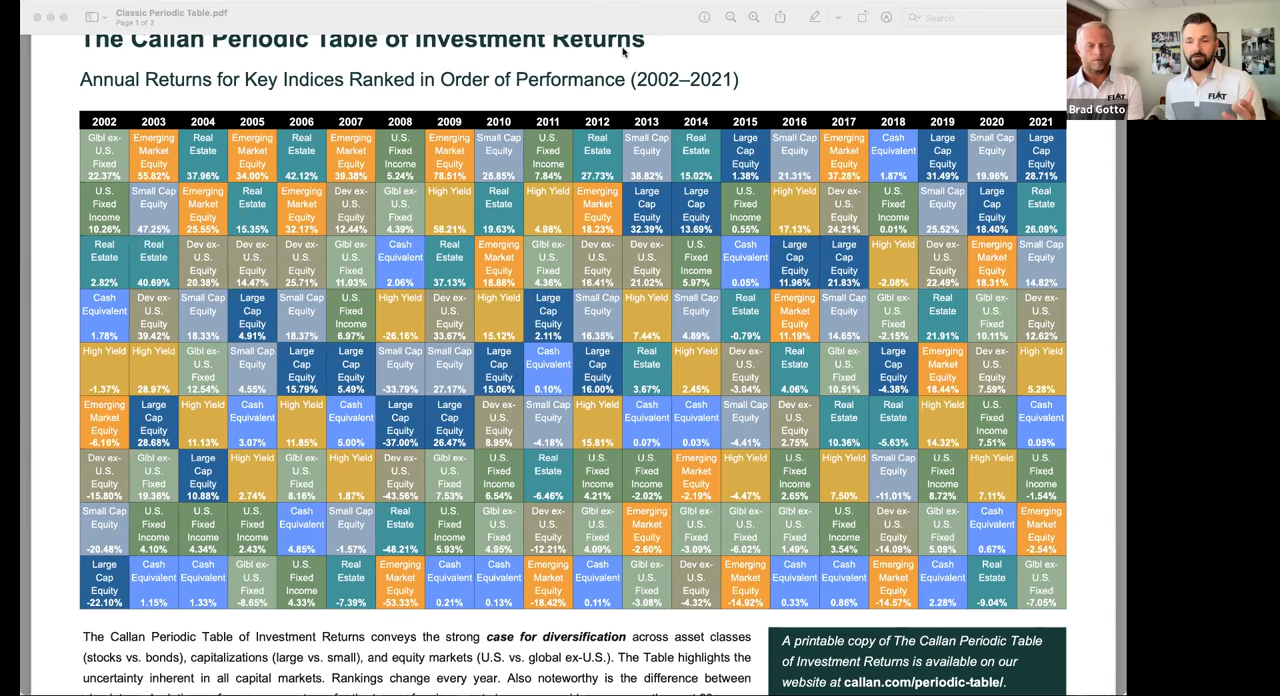 Classic Periodic Table.pdf
Page 1 of 2
Search
The Callan Periodic Table of Investment Returns
Annual Returns for Key Indices Ranked in Order of Performance (2002–2021)
2002 2003 2004 2005 2006 2007 2008 2009 2010 2011 2012 2013 2014 2015 2016 2017 2018 2019 2020 2021
Glbl ex-U.S. Fixed 22.37%
Emerging Market Equity 55.82%
Real Estate 37.96%
Emerging Market Equity 34.00%
Real Estate 42.12%
Emerging Market Equity 39.38%
U.S. Fixed Income 5.24%
Emerging Market Equity 78.51%
Small Cap Equity 26.85%
U.S. Fixed Income 7.84%
Real Estate 27.73%
Small Cap Equity 38.82%
Real Estate 15.02%
Large Cap Equity 1.38%
Small Cap Equity 21.31%
Emerging Market Equity 37.28%
Cash Equivalent 1.87%
Large Cap Equity 31.49%
Small Cap Equity 19.96%
Large Cap Equity 28.71%
U.S. Fixed Income 10.26%
Small Cap Equity 47.25%
Emerging Market Equity 25.55%
Real Estate 15.35%
Emerging Market Equity 32.17%
Dev ex-U.S. Equity 12.44%
Glbl ex-U.S. Fixed 4.39%
High Yield 58.21%
Real Estate 19.63%
High Yield 4.98%
Emerging Market Equity 18.23%
Large Cap Equity 32.39%
Large Cap Equity 13.69%
U.S. Fixed Income 0.55%
High Yield 17.13%
Dev ex-U.S. Equity 24.21%
U.S. Fixed Income 0.01%
Small Cap Equity 25.52%
Large Cap Equity 18.40%
Real Estate 26.09%
Real Estate 2.82%
Real Estate 40.69%
Dev ex-U.S. Equity 20.38%
Dev ex-U.S. Equity 14.47%
Dev ex-U.S. Equity 25.71%
Glbl ex-U.S. Fixed 11.03%
Cash Equivalent 2.06%
Real Estate 37.13%
Emerging Market Equity 18.88%
Glbl ex-U.S. Fixed 4.36%
Dev ex-U.S. Equity 16.41%
Dev ex-U.S. Equity 21.02%
U.S. Fixed Income 5.97%
Cash Equivalent 0.05%
Large Cap Equity 11.96%
Large Cap Equity 21.83%
High Yield -2.08%
Dev ex-U.S. Equity 22.49%
Emerging Market Equity 18.31%
Small Cap Equity 14.82%
Cash Equivalent 1.78%
Dev ex-U.S. Equity 39.42%
Small Cap Equity 18.33%
Large Cap Equity 4.91%
Small Cap Equity 18.37%
U.S. Fixed Income 6.97%
High Yield -26.16%
Dev ex-U.S. Equity 33.67%
High Yield 15.12%
Large Cap Equity 2.11%
Small Cap Equity 16.35%
High Yield 7.44%
Small Cap Equity 4.89%
Real Estate -0.79%
Emerging Market Equity 11.19%
Small Cap Equity 14.65%
Glbl ex-U.S. Fixed -2.15%
Real Estate 21.91%
Glbl ex-U.S. Fixed 10.11%
Dev ex-U.S. Equity 12.62%
High Yield -1.37%
High Yield 28.97%
Glbl ex-U.S. Fixed 12.54%
Small Cap Equity 4.55%
Large Cap Equity 15.79%
Large Cap Equity 5.49%
Small Cap Equity -33.79%
Small Cap Equity 27.17%
Large Cap Equity 15.06%
Cash Equivalent 0.10%
Large Cap Equity 16.00%
Real Estate 3.67%
High Yield 2.45%
Dev ex-U.S. Equity -3.04%
Real Estate 4.06%
Glbl ex-U.S. Fixed 10.51%
Large Cap Equity -4.38%
Emerging Market Equity 18.44%
Dev ex-U.S. Equity 7.59%
High Yield 5.28%
Emerging Market Equity -6.16%
Large Cap Equity 28.68%
High Yield 11.13%
Cash Equivalent 3.07%
High Yield 11.85%
Cash Equivalent 5.00%
Large Cap Equity -37.00%
Large Cap Equity 26.47%
Dev ex-U.S. Equity 8.95%
Small Cap Equity -4.18%
High Yield 15.81%
Cash Equivalent 0.07%
Cash Equivalent 0.03%
Small Cap Equity -4.41%
Dev ex-U.S. Equity 2.75%
Real Estate 10.36%
Real Estate -5.63%
High Yield 14.32%
U.S. Fixed Income 7.51%
Cash Equivalent 0.05%
Dev ex-U.S. Equity -15.80%
Glbl ex-U.S. Fixed 19.36%
Large Cap Equity 10.88%
High Yield 2.74%
Glbl ex-U.S. Fixed 8.16%
High Yield 1.87%
Dev ex-U.S. Equity -43.56%
Glbl ex-U.S. Fixed 7.53%
U.S. Fixed Income 6.54%
Real Estate -6.46%
U.S. Fixed Income 4.21%
U.S. Fixed Income -2.02%
Emerging Market Equity -2.19%
High Yield -4.47%
U.S. Fixed Income 2.65%
High Yield 7.50%
Small Cap Equity -11.01%
U.S. Fixed Income 8.72%
High Yield 7.11%
U.S. Fixed Income -1.54%
Small Cap Equity -20.48%
U.S. Fixed Income 4.10%
U.S. Fixed Income 4.34%
U.S. Fixed Income 2.43%
Cash Equivalent 4.85%
Small Cap Equity -1.57%
Real Estate -48.21%
U.S. Fixed Income 5.93%
Glbl ex-U.S. Fixed 4.95%
Dev ex-U.S. Equity -12.21%
Glbl ex-U.S. Fixed 4.09%
Emerging Market Equity -2.60%
Glbl ex-U.S. Fixed -3.09%
Glbl ex-U.S. Fixed -6.02%
Glbl ex-U.S. Fixed 1.49%
U.S. Fixed Income 3.54%
Dev ex-U.S. Equity -14.09%
Glbl ex-U.S. Fixed 5.09%
Cash Equivalent 0.67%
Emerging Market Equity -2.54%
Large Cap Equity -22.10%
Cash Equivalent 1.15%
Cash Equivalent 1.33%
Glbl ex-U.S. Fixed -8.65%
U.S. Fixed Income 4.33%
Real Estate -7.39%
Emerging Market Equity -53.33%
Cash Equivalent 0.21%
Cash Equivalent 0.13%
Emerging Market Equity -18.42%
Cash Equivalent 0.11%
Glbl ex-U.S. Fixed -3.08%
Dev ex-U.S. Equity -4.32%
Emerging Market Equity -14.92%
Cash Equivalent 0.33%
Cash Equivalent 0.86%
Emerging Market Equity -14.57%
Cash Equivalent 2.28%
Real Estate -9.04%
Glbl ex-U.S. Fixed -7.05%
The Callan Periodic Table of Investment Returns conveys the strong case for diversification across asset classes
(stocks vs. bonds), capitalizations (large vs. small), and equity markets (U.S. vs. global ex-U.S.). The Table highlights the
uncertainty inherent in all capital markets. Rankings change every year. Also noteworthy is the difference between
A printable copy of The Callan Periodic Table
of Investment Returns is available on our
website at callan.com/periodic-table/.
FIAT
FIAT
Brad Gotto